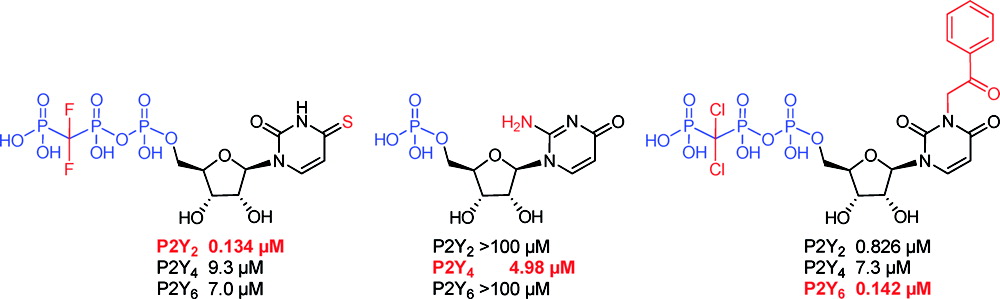 O O F O H
P P P O N S
HO OH F OH O OH O N
O
HO OH
P2Y₂ 0.134 µM
P2Y₄ 9.3 µM
P2Y₆ 7.0 µM
O H₂N N O
HO P O N
OH O
HO OH
P2Y₂ >100 µM
P2Y₄ 4.98 µM
P2Y₆ >100 µM
O
O Cl O O O N O
HO P P O P O N
OH Cl OH OH O
HO OH
P2Y₂ 0.826 µM
P2Y₄ 7.3 µM
P2Y₆ 0.142 µM